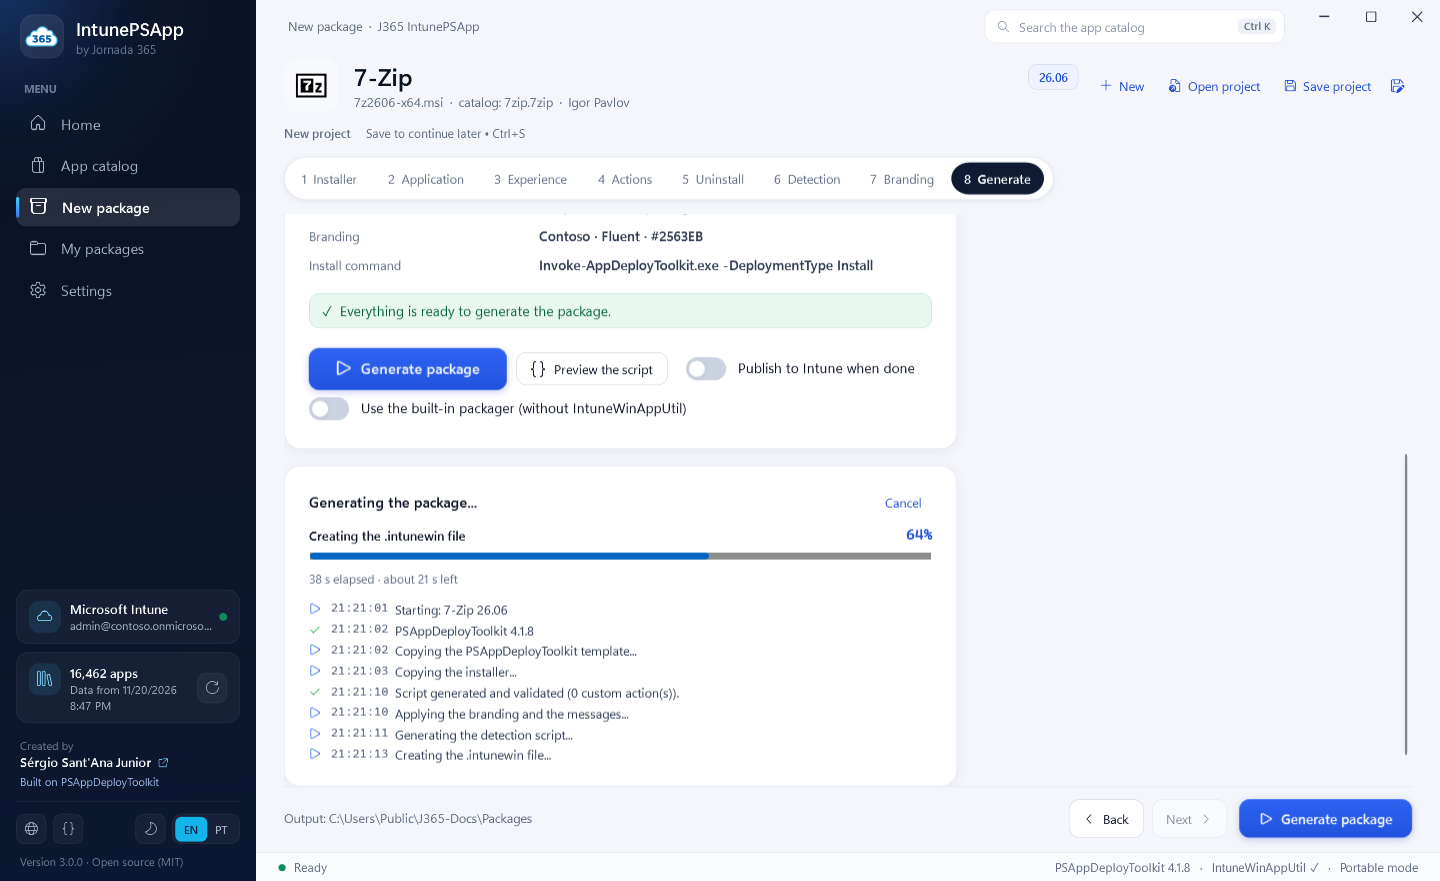 365
IntunePSApp
by Jornada 365
MENU
Home
App catalog
New package
My packages
Settings
Microsoft Intune
admin@contoso.onmicroso...
16,462 apps
Data from 11/20/2026
8:47 PM
Created by
Sérgio Sant'Ana Junior
Built on PSAppDeployToolkit
{} EN PT
Version 3.0.0 · Open source (MIT)
New package · J365 IntunePSApp
Search the app catalog Ctrl K
7z
7-Zip
7z2606-x64.msi · catalog: 7zip.7zip · Igor Pavlov
26.06
New
Open project
Save project
New project Save to continue later • Ctrl+S
1 Installer
2 Application
3 Experience
4 Actions
5 Uninstall
6 Detection
7 Branding
8 Generate
Branding Contoso · Fluent · #2563EB
Install command Invoke-AppDeployToolkit.exe -DeploymentType Install
✓ Everything is ready to generate the package.
Generate package
{} Preview the script
Publish to Intune when done
Use the built-in packager (without IntuneWinAppUtil)
Generating the package...
Cancel
Creating the .intunewin file 64%
38 s elapsed · about 21 s left
21:21:01 Starting: 7-Zip 26.06
21:21:02 PSAppDeployToolkit 4.1.8
21:21:02 Copying the PSAppDeployToolkit template...
21:21:03 Copying the installer...
21:21:10 Script generated and validated (0 custom action(s)).
21:21:10 Applying the branding and the messages...
21:21:11 Generating the detection script...
21:21:13 Creating the .intunewin file...
Output: C:\Users\Public\J365-Docs\Packages
Back
Next
Generate package
Ready
PSAppDeployToolkit 4.1.8 · IntuneWinAppUtil ✓ · Portable mode